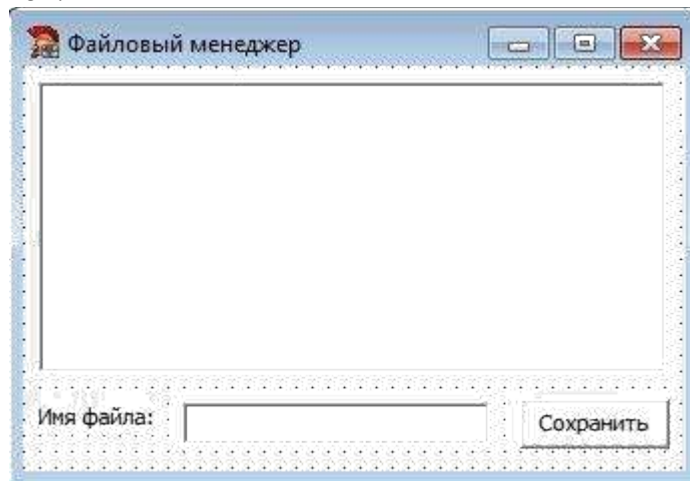 Файловый менеджер
Имя файла:
Сохранить